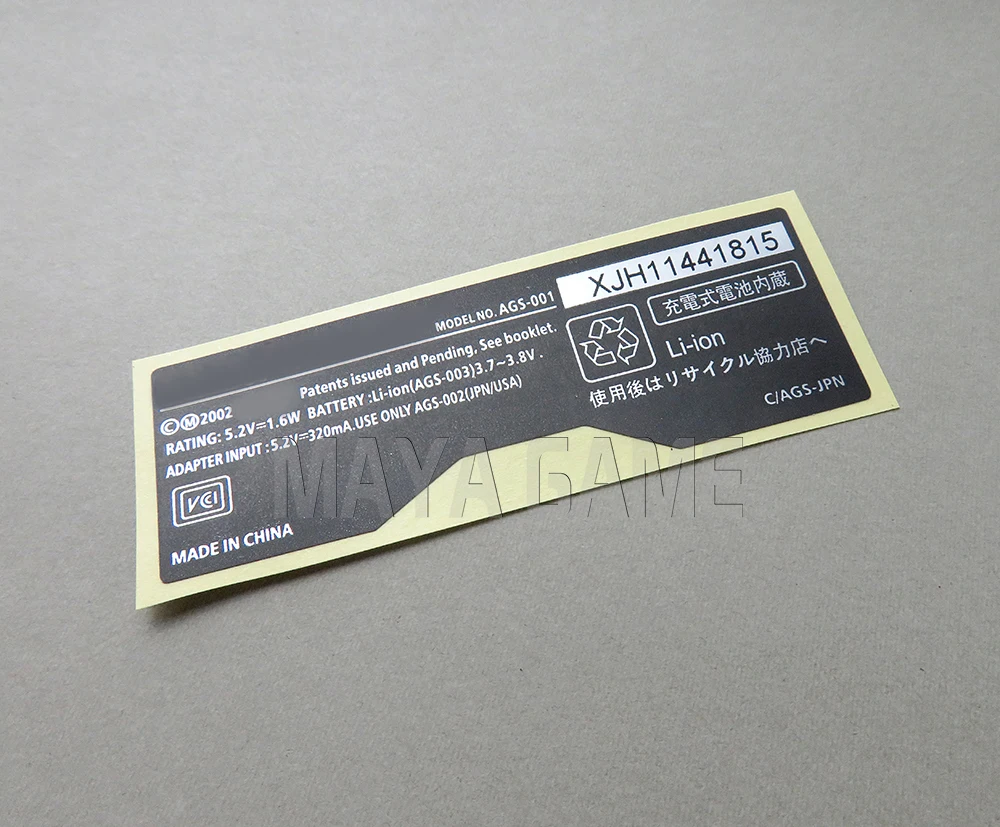 XJH11441815
MODEL NO. AGS-001
充電式電池内蔵
Patents issued and Pending, See booklet.
Li-ion
©Ⓜ2002
使用後はリサイクル協力店へ
RATING: 5.2V⎓1.6W BATTERY :Li-ion(AGS-003)3.7~3.8V .
C/AGS-JPN
ADAPTER INPUT : 5.2V⎓320mA.USE ONLY AGS-002(JPN/USA)
VCI
MADE IN CHINA
MAYA GAME